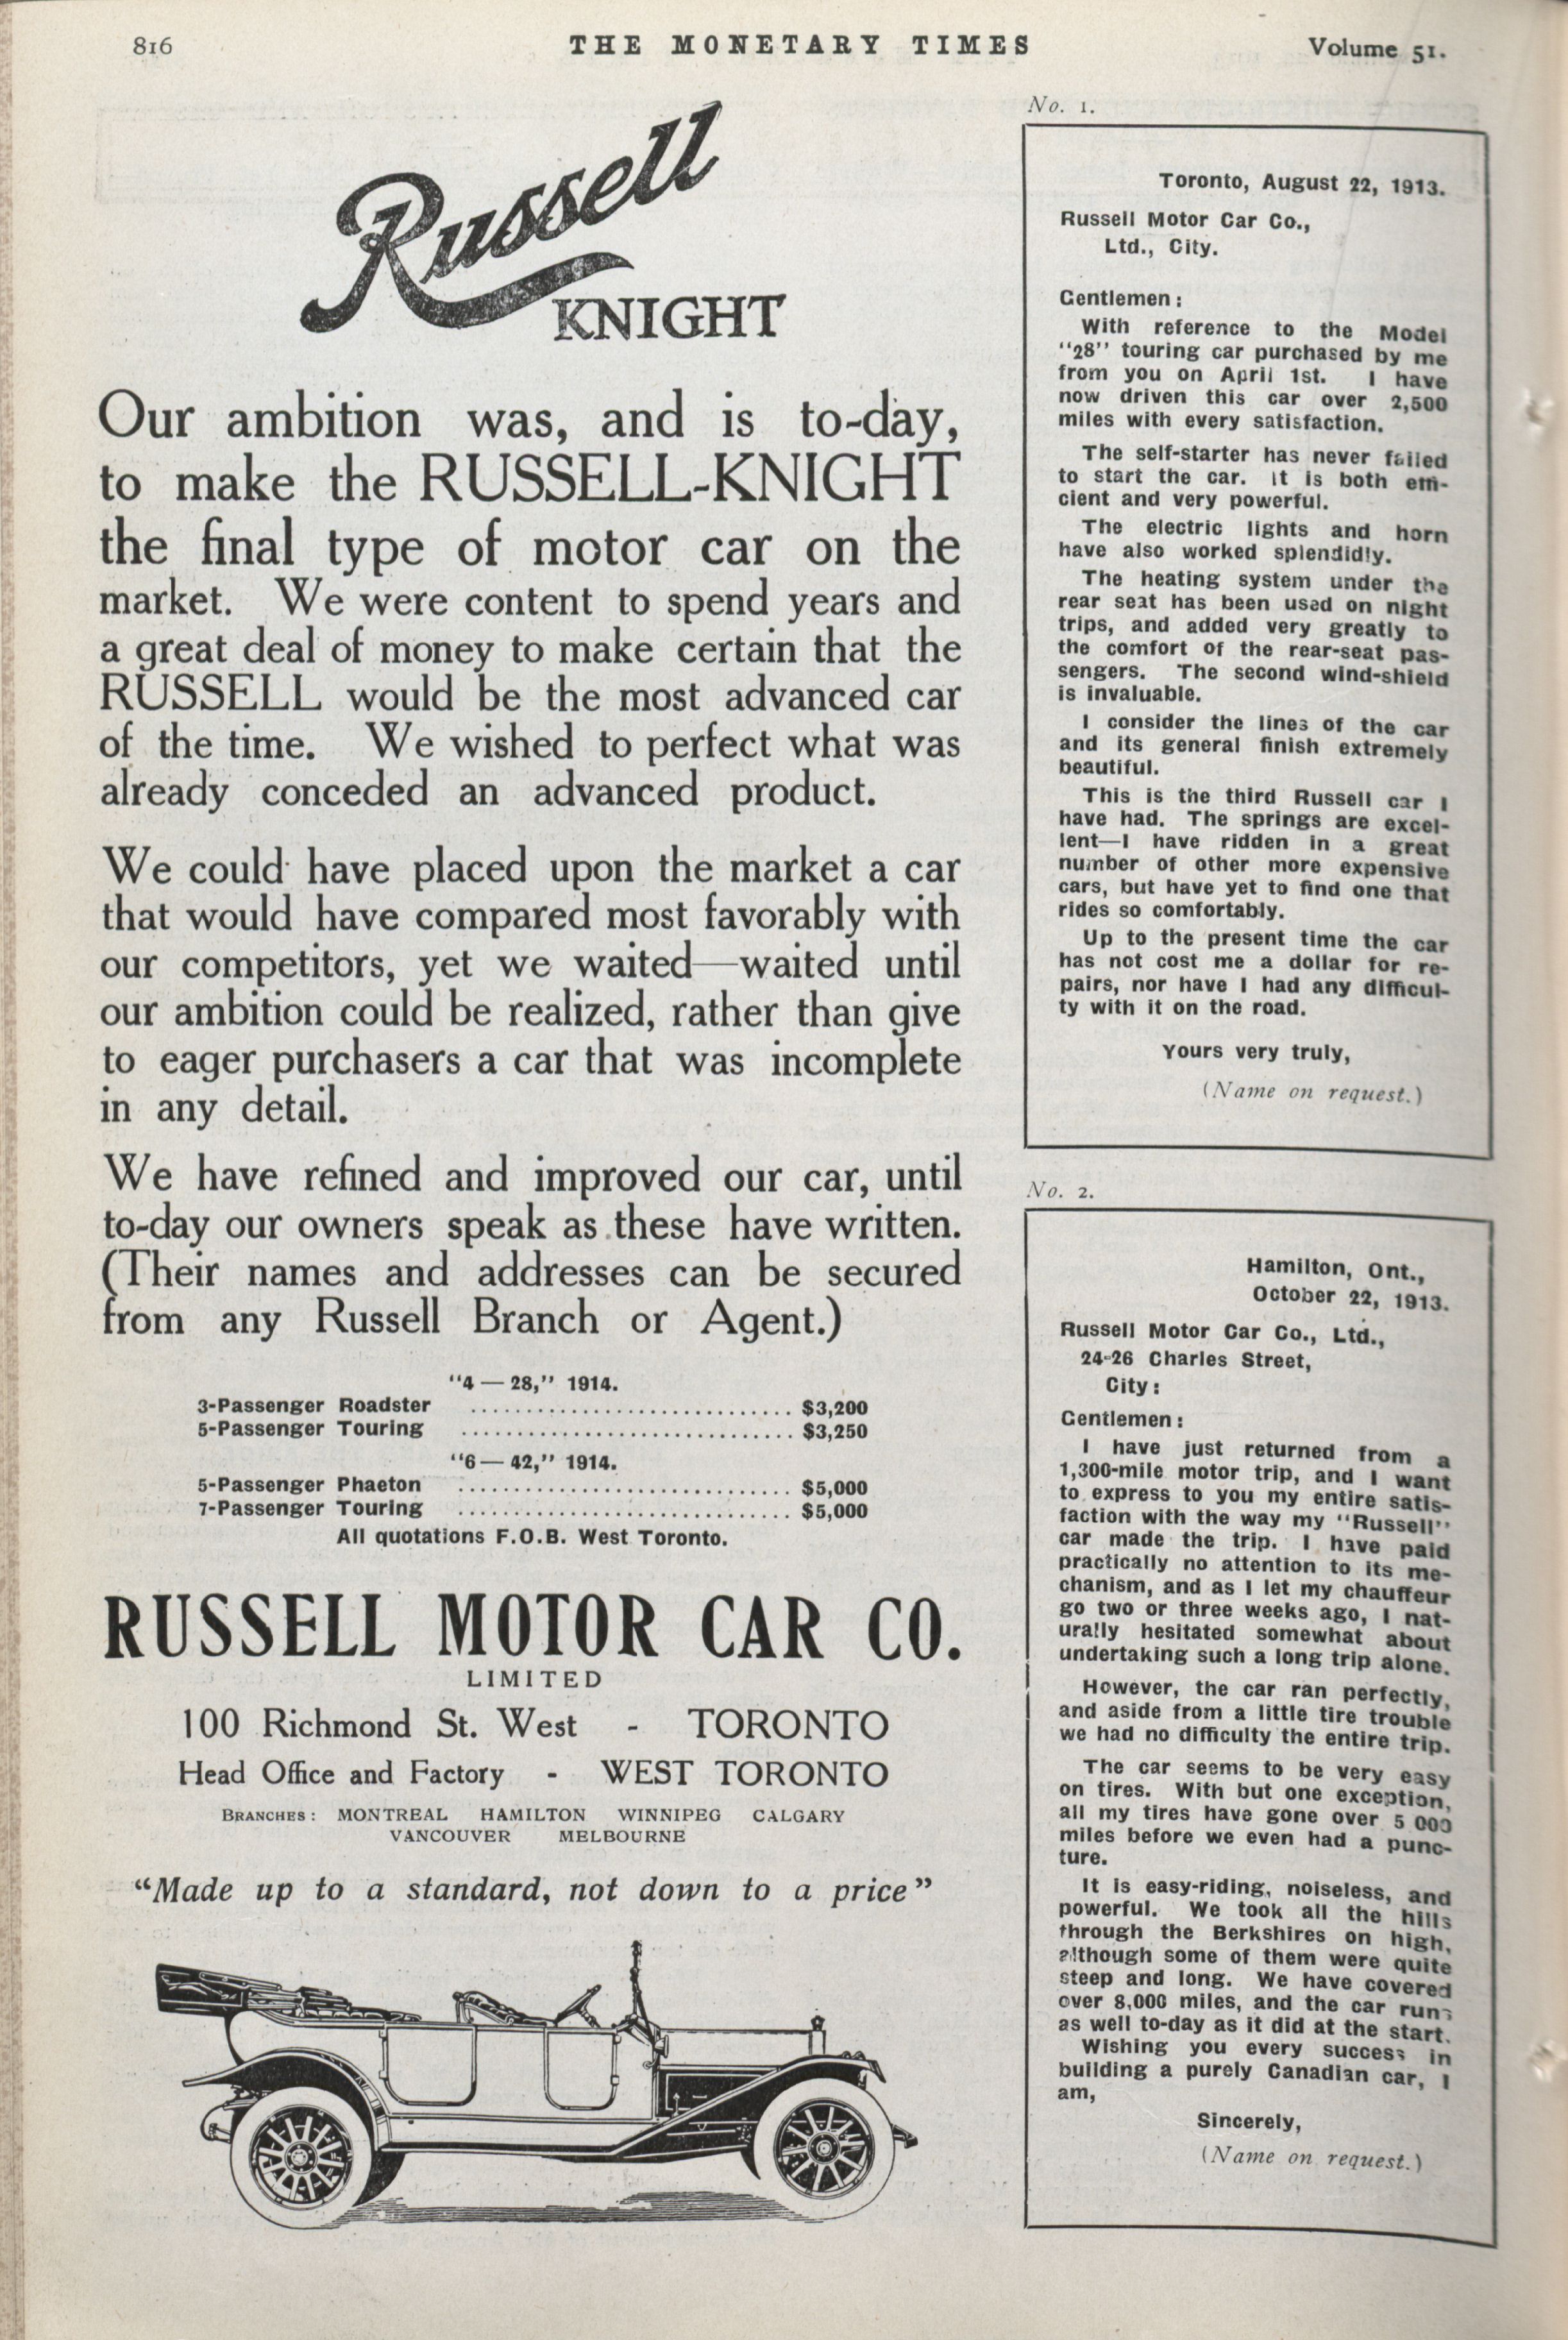 816
THE MONETARY TIMES
Volume 51.
Russell
KNIGHT
Our ambition was, and is to-day,
to make the RUSSELL-KNIGHT
the final type of motor car on the
market. We were content to spend years and
a great deal of money to make certain that the
RUSSELL would be the most advanced car
of the time. We wished to perfect what was
already conceded an advanced product.
We could have placed upon the market a car
that would have compared most favorably with
our competitors, yet we waited—waited until
our ambition could be realized, rather than give
to eager purchasers a car that was incomplete
in any detail.
We have refined and improved our car, until
to-day our owners speak as these have written.
(Their names and addresses can be secured
from any Russell Branch or Agent.)
"4 — 28," 1914.
3-Passenger Roadster ............................. $3,200
5-Passenger Touring .............................. $3,250
"6 — 42," 1914.
5-Passenger Phaeton .............................. $5,000
7-Passenger Touring .............................. $5,000
All quotations F.O.B. West Toronto.
RUSSELL MOTOR CAR CO.
LIMITED
100 Richmond St. West - TORONTO
Head Office and Factory - WEST TORONTO
BRANCHES: MONTREAL HAMILTON WINNIPEG CALGARY
VANCOUVER MELBOURNE
"Made up to a standard, not down to a price"
No. 1.
Toronto, August 22, 1913.
Russell Motor Car Co.,
Ltd., City.
Gentlemen:
With reference to the Model
"28" touring car purchased by me
from you on April 1st. I have
now driven this car over 2,500
miles with every satisfaction.
The self-starter has never failed
to start the car. It is both effi-
cient and very powerful.
The electric lights and horn
have also worked splendidly.
The heating system under the
rear seat has been used on night
trips, and added very greatly to
the comfort of the rear-seat pas-
sengers. The second wind-shield
is invaluable.
I consider the lines of the car
and its general finish extremely
beautiful.
This is the third Russell car I
have had. The springs are excel-
lent—I have ridden in a great
number of other more expensive
cars, but have yet to find one that
rides so comfortably.
Up to the present time the car
has not cost me a dollar for re-
pairs, nor have I had any difficul-
ty with it on the road.
Yours very truly,
(Name on request.)
No. 2.
Hamilton, Ont.,
October 22, 1913.
Russell Motor Car Co., Ltd.,
24-26 Charles Street,
City:
Gentlemen:
I have just returned from a
1,300-mile motor trip, and I want
to express to you my entire satis-
faction with the way my "Russell"
car made the trip. I have paid
practically no attention to its me-
chanism, and as I let my chauffeur
go two or three weeks ago, I nat-
urally hesitated somewhat about
undertaking such a long trip alone.
However, the car ran perfectly,
and aside from a little tire trouble
we had no difficulty the entire trip.
The car seems to be very easy
on tires. With but one exception,
all my tires have gone over 5 000
miles before we even had a punc-
ture.
It is easy-riding, noiseless, and
powerful. We took all the hills
through the Berkshires on high,
although some of them were quite
steep and long. We have covered
over 8,000 miles, and the car runs
as well to-day as it did at the start.
Wishing you every success in
building a purely Canadian car, I
am,
Sincerely,
(Name on request.)